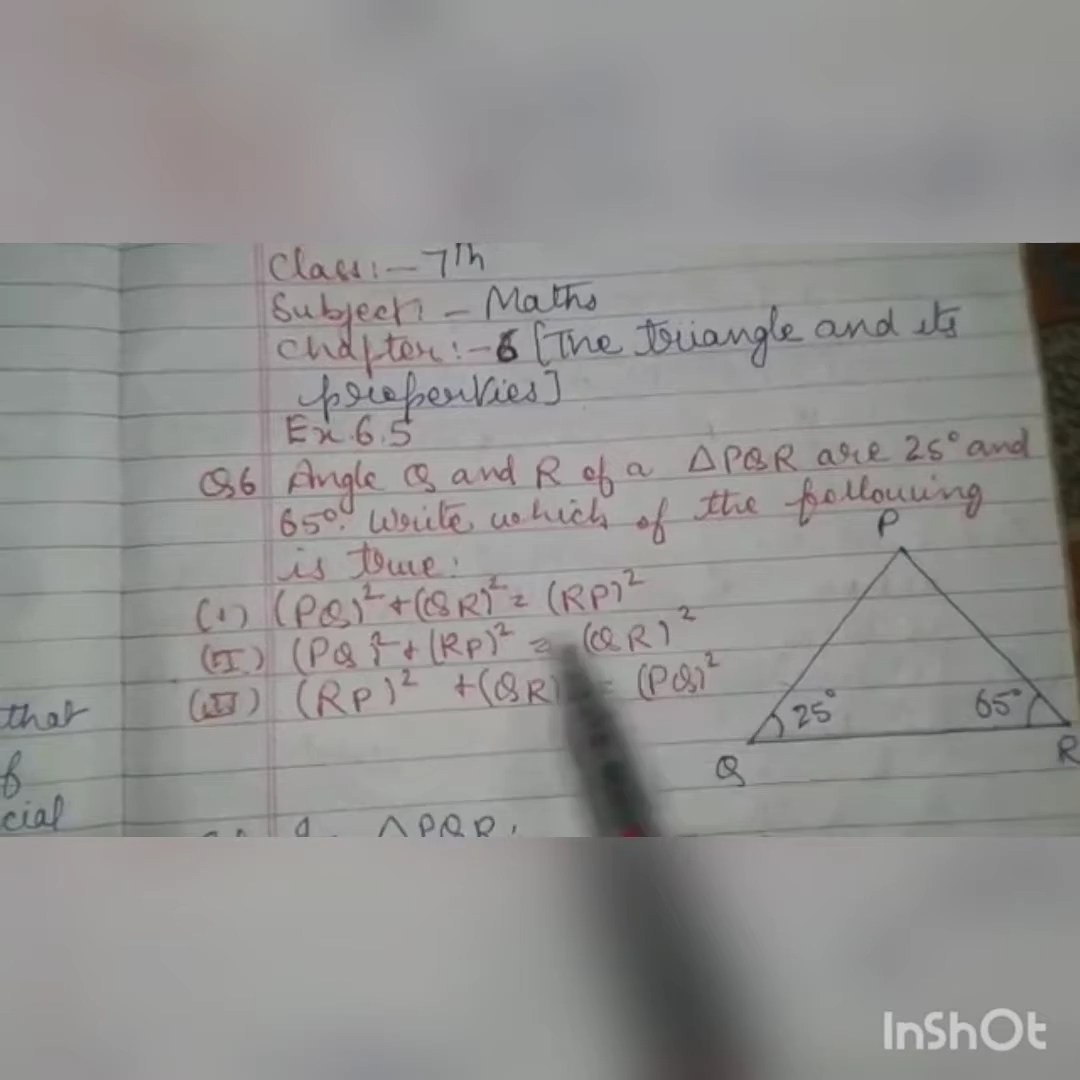 Class:- 7th
Subject:- Maths
Chapter:-6 [The triangle and its
properties]
Ex.6.5
Q6 Angle Q and R of a △PQR are 25° and
65°. Write which of the following
is true:
(i) (PQ)²+(QR)²= (RP)²
(II) (PQ)²+(RP)² = (QR)²
(III) (RP)² +(QR = (PQ)²
P
25°
65°
Q
R
that
f
cial
△PQR,
InShOt